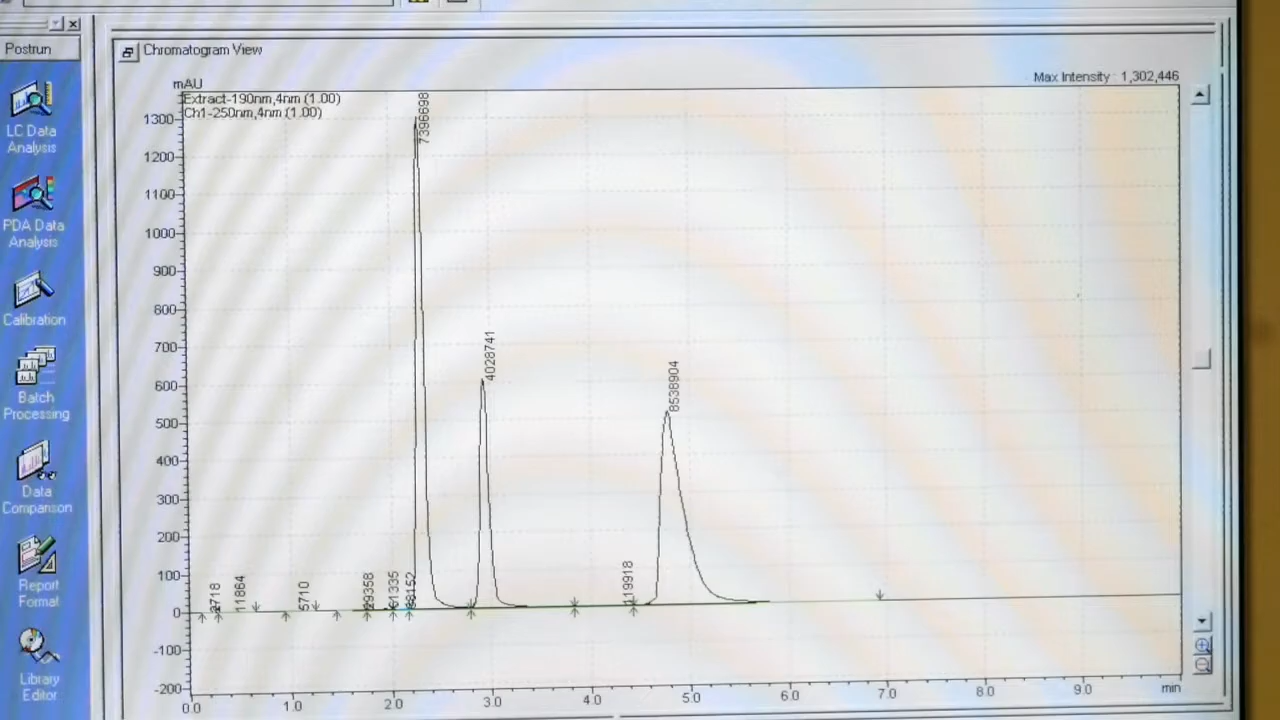 Postrun
Chromatogram View
mAU
Max Intensity : 1,302,446
Extract-190nm,4nm (1.00)
Ch1-250nm,4nm (1.00)
1300
1200
1100
1000
900
800
700
600
500
400
300
200
100
0
-100
-200
4028741
8538904
11864
5710
119918
0.0
1.0
2.0
3.0
4.0
5.0
6.0
7.0
8.0
9.0
min
LC Data
Analysis
PDA Data
Analysis
Calibration
Batch
Processing
Data
Comparison
Report
Format
Library
Editor